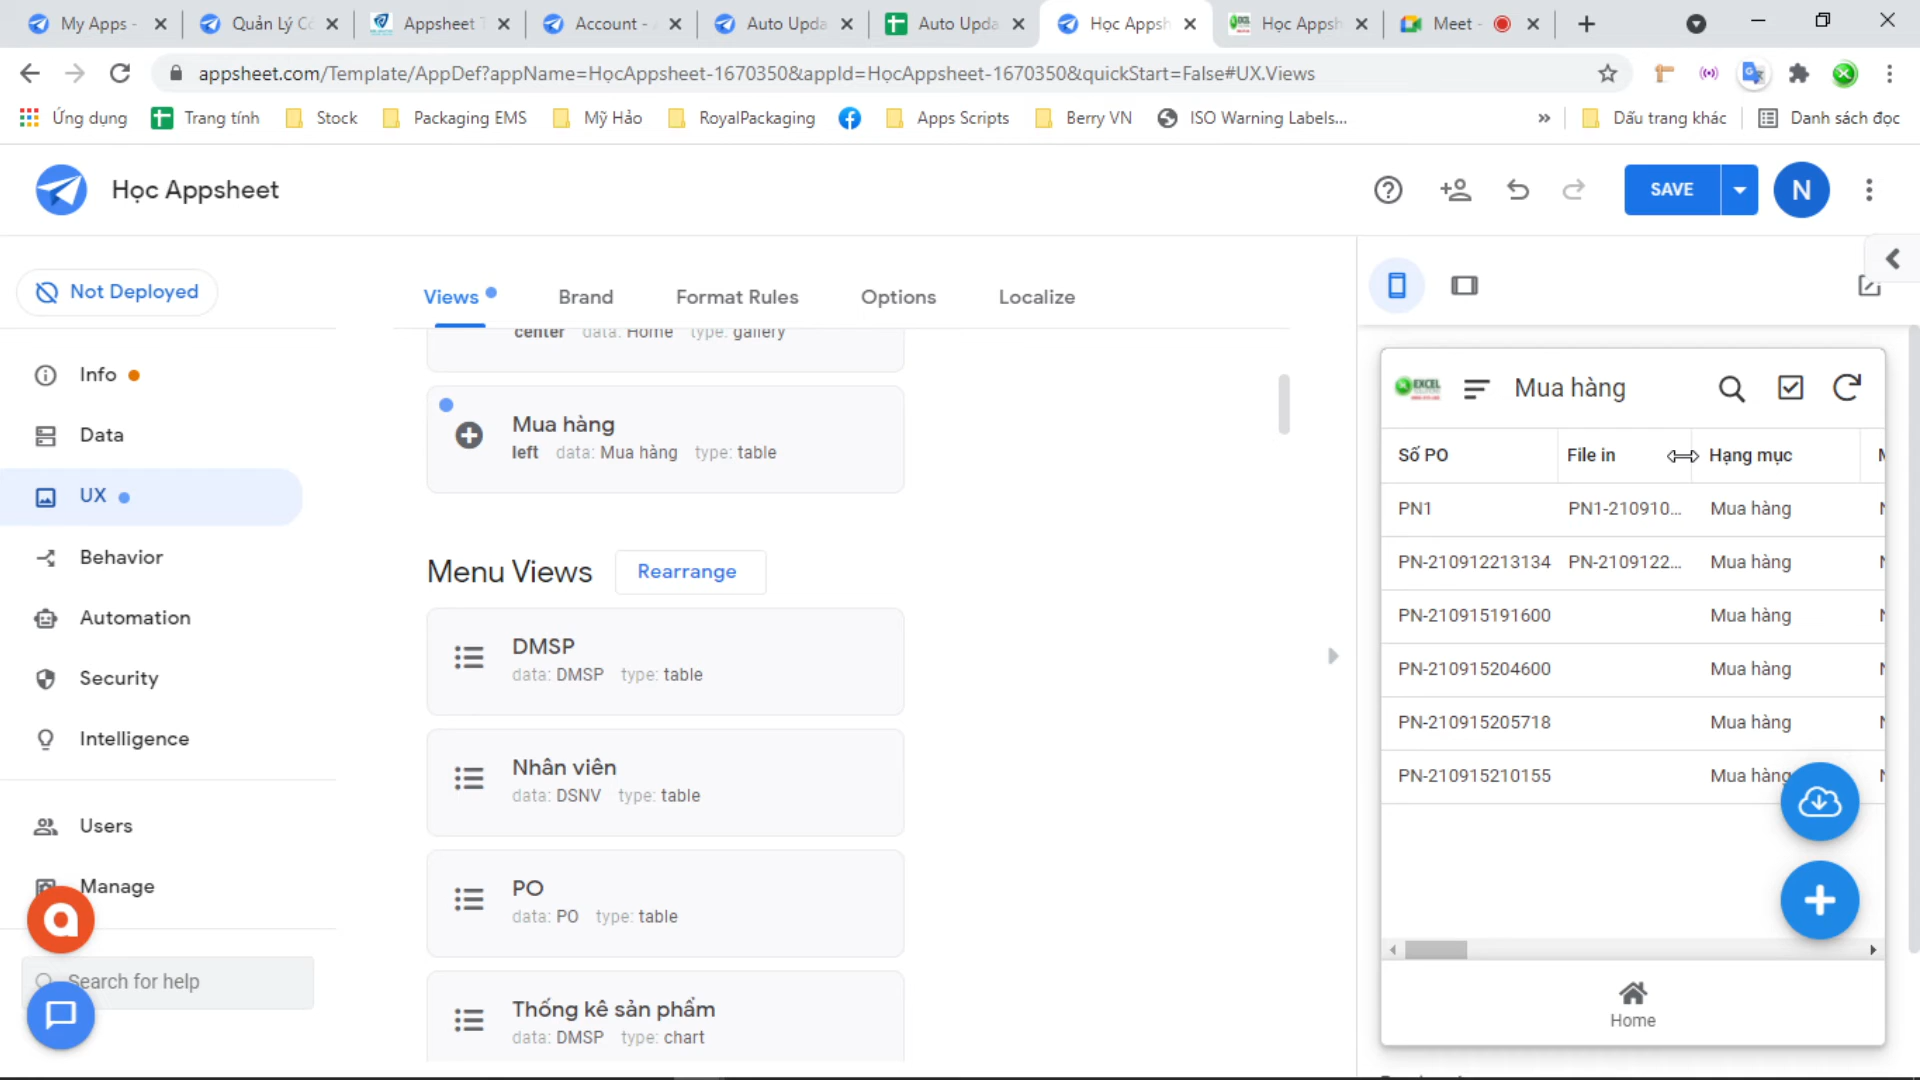 My Apps -
Quản Lý Cô
Appsheet T
Account - A
Auto Upda
Auto Upda
Học Appsh
Học Appsh
Meet -
appsheet.com/Template/AppDef?appName=HọcAppsheet-1670350&appId=HọcAppsheet-1670350&quickStart=False#UX.Views
Ứng dụng
Trang tính
Stock
Packaging EMS
Mỹ Hảo
RoyalPackaging
Apps Scripts
Berry VN
ISO Warning Labels...
»
Dấu trang khác
Danh sách đọc
Học Appsheet
SAVE
N
Not Deployed
Info
Data
UX
Behavior
Automation
Security
Intelligence
Users
Manage
Search for help
Views
Brand
Format Rules
Options
Localize
center data: Home type: gallery
Mua hàng
left data: Mua hàng type: table
Menu Views
Rearrange
DMSP
data: DMSP type: table
Nhân viên
data: DSNV type: table
PO
data: PO type: table
Thống kê sản phẩm
data: DMSP type: chart
EXCEL
Mua hàng
Số PO File in Hạng mục
PN1 PN1-210910... Mua hàng
PN-210912213134 PN-2109122... Mua hàng
PN-210915191600 Mua hàng
PN-210915204600 Mua hàng
PN-210915205718 Mua hàng
PN-210915210155 Mua hàng
Home